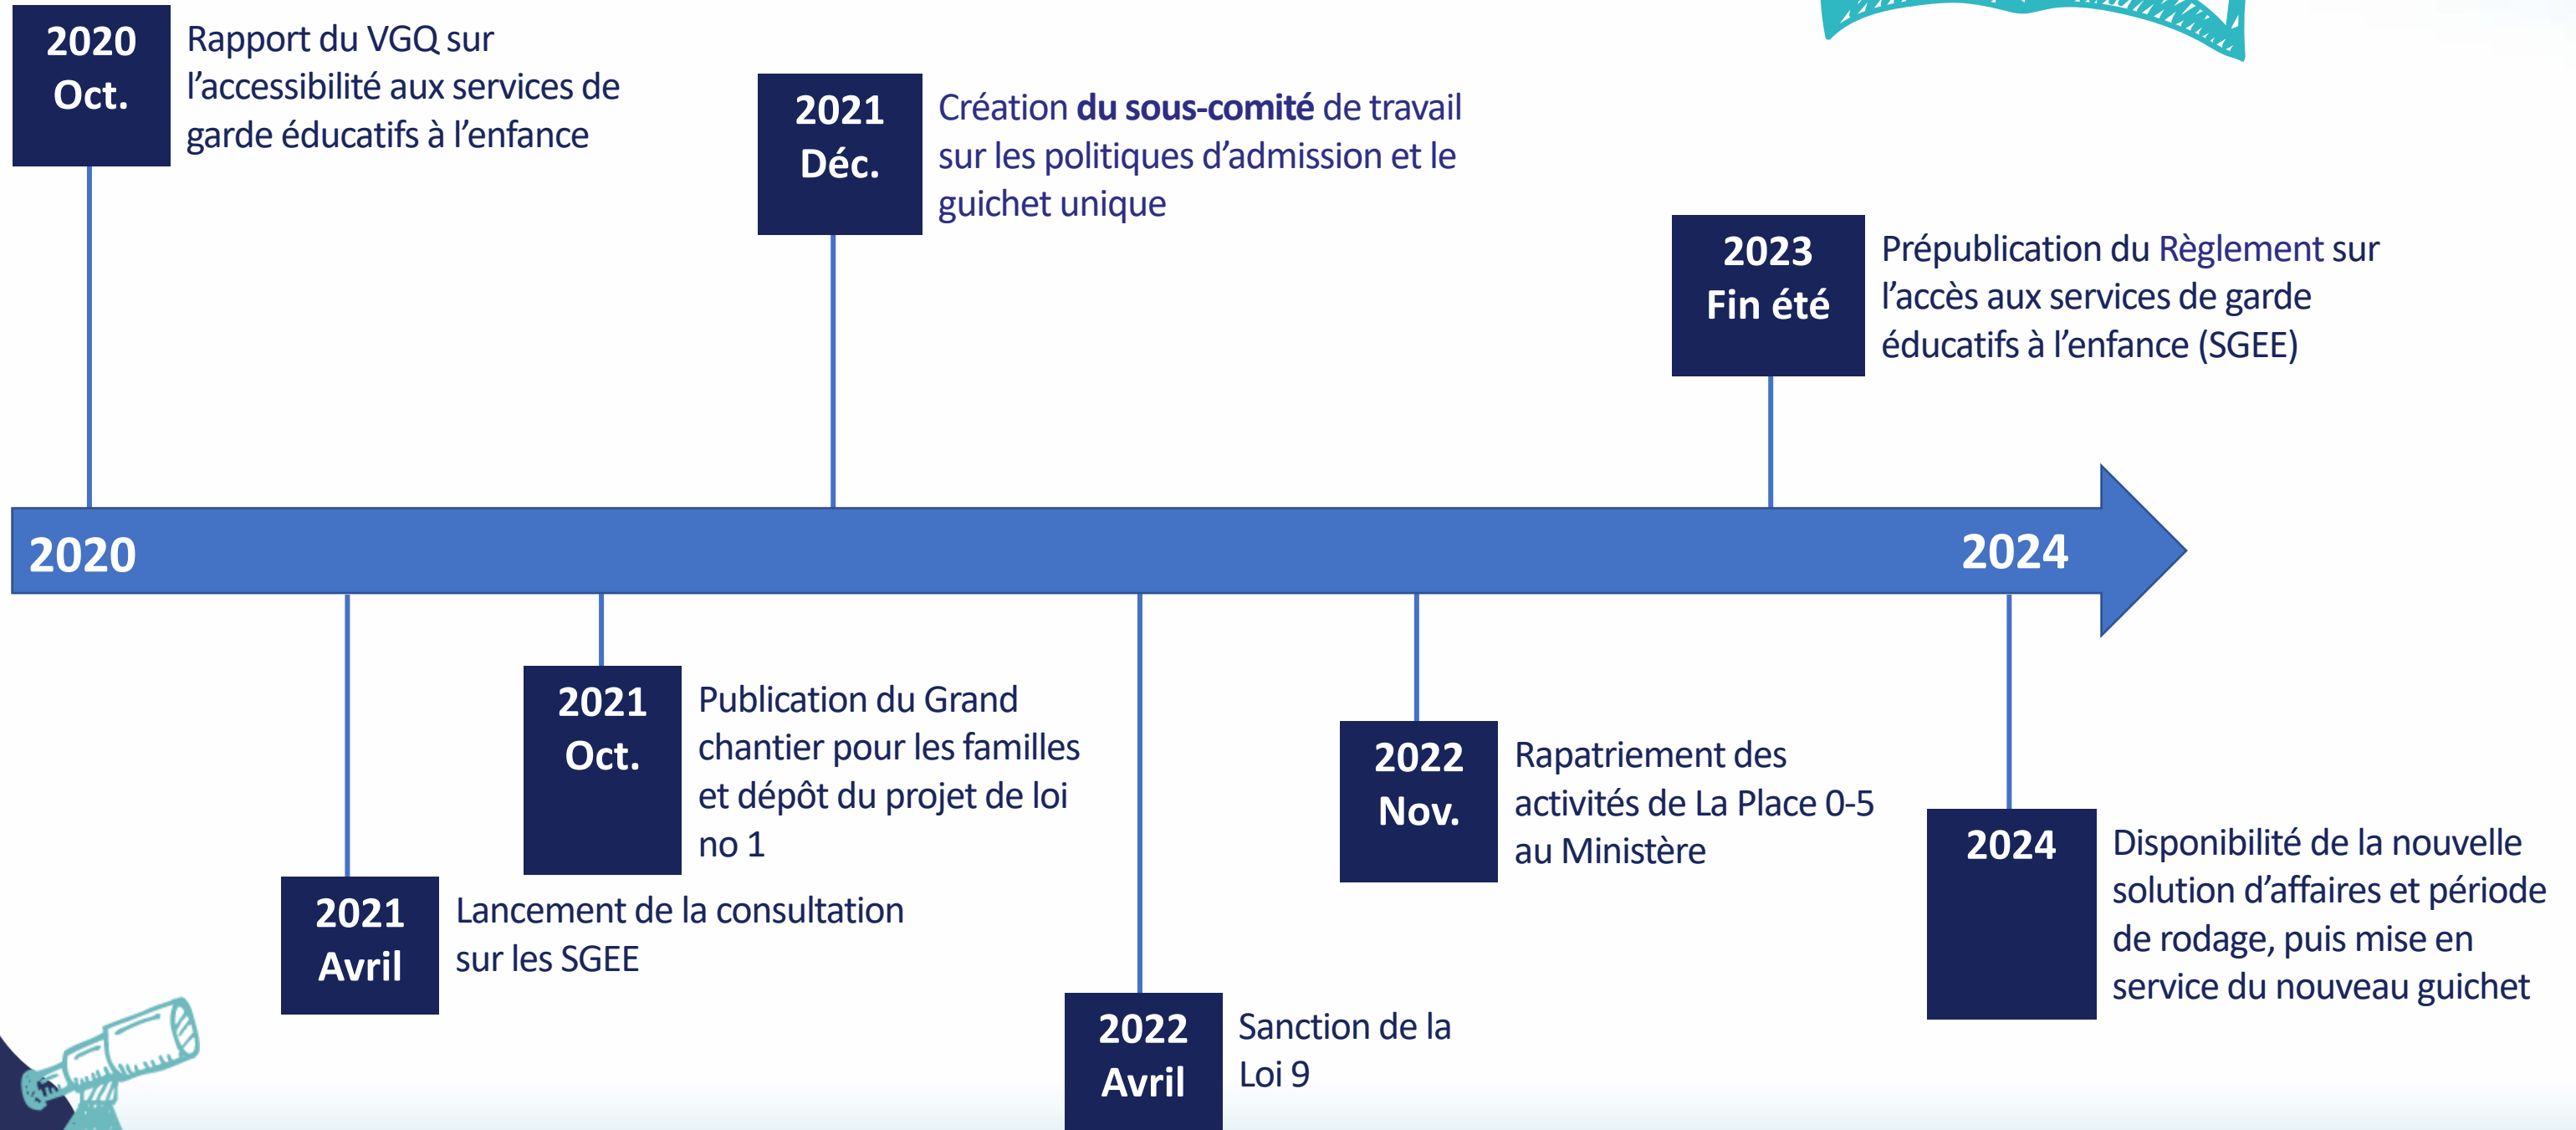 2020
Oct.
Rapport du VGQ sur
l’accessibilité aux services de
garde éducatifs à l’enfance
2021
Déc.
Création du sous-comité de travail
sur les politiques d’admission et le
guichet unique
2023
Fin été
Prépublication du Règlement sur
l’accès aux services de garde
éducatifs à l’enfance (SGEE)
2020
2024
2021
Avril
Lancement de la consultation
sur les SGEE
2021
Oct.
Publication du Grand
chantier pour les familles
et dépôt du projet de loi
no 1
2022
Avril
Sanction de la
Loi 9
2022
Nov.
Rapatriement des
activités de La Place 0-5
au Ministère
2024
Disponibilité de la nouvelle
solution d’affaires et période
de rodage, puis mise en
service du nouveau guichet